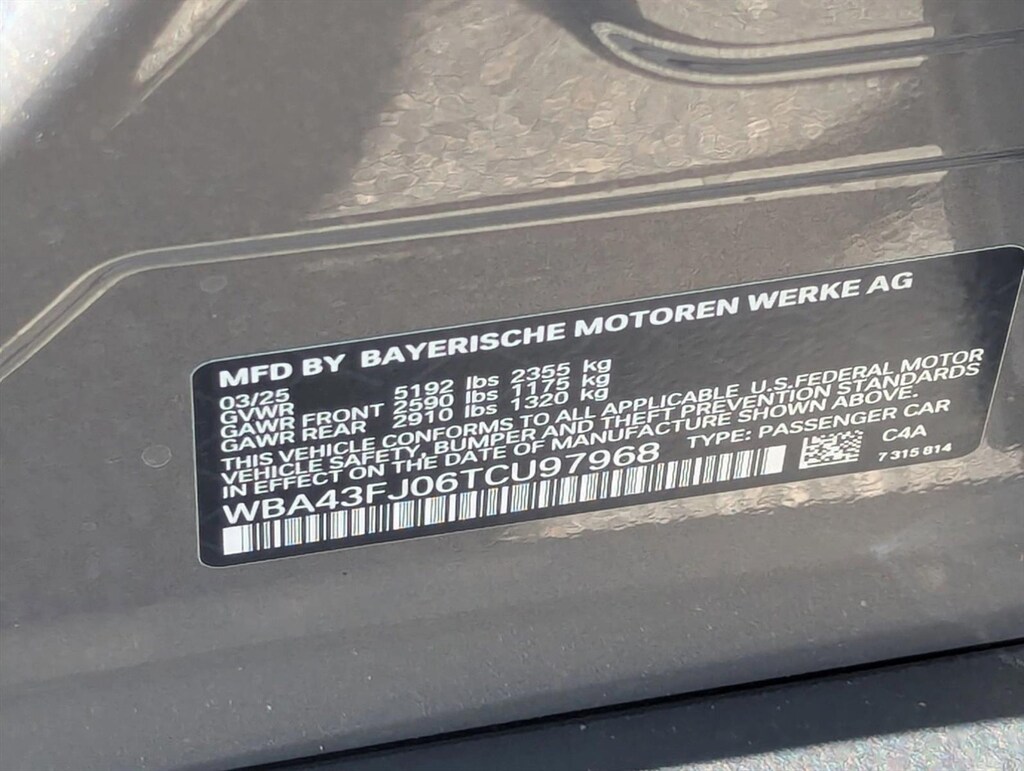 MFD BY BAYERISCHE MOTOREN WERKE AG
03/25
GVWR 5192 lbs 2355 kg
GAWR FRONT 2590 lbs 1175 kg
GAWR REAR 2910 lbs 1320 kg
THIS VEHICLE CONFORMS TO ALL APPLICABLE U.S.FEDERAL MOTOR
VEHICLE SAFETY, BUMPER AND THEFT PREVENTION STANDARDS
IN EFFECT ON THE DATE OF MANUFACTURE SHOWN ABOVE.
WBA43FJ06TCU97968 TYPE: PASSENGER CAR
C4A
7 315 814